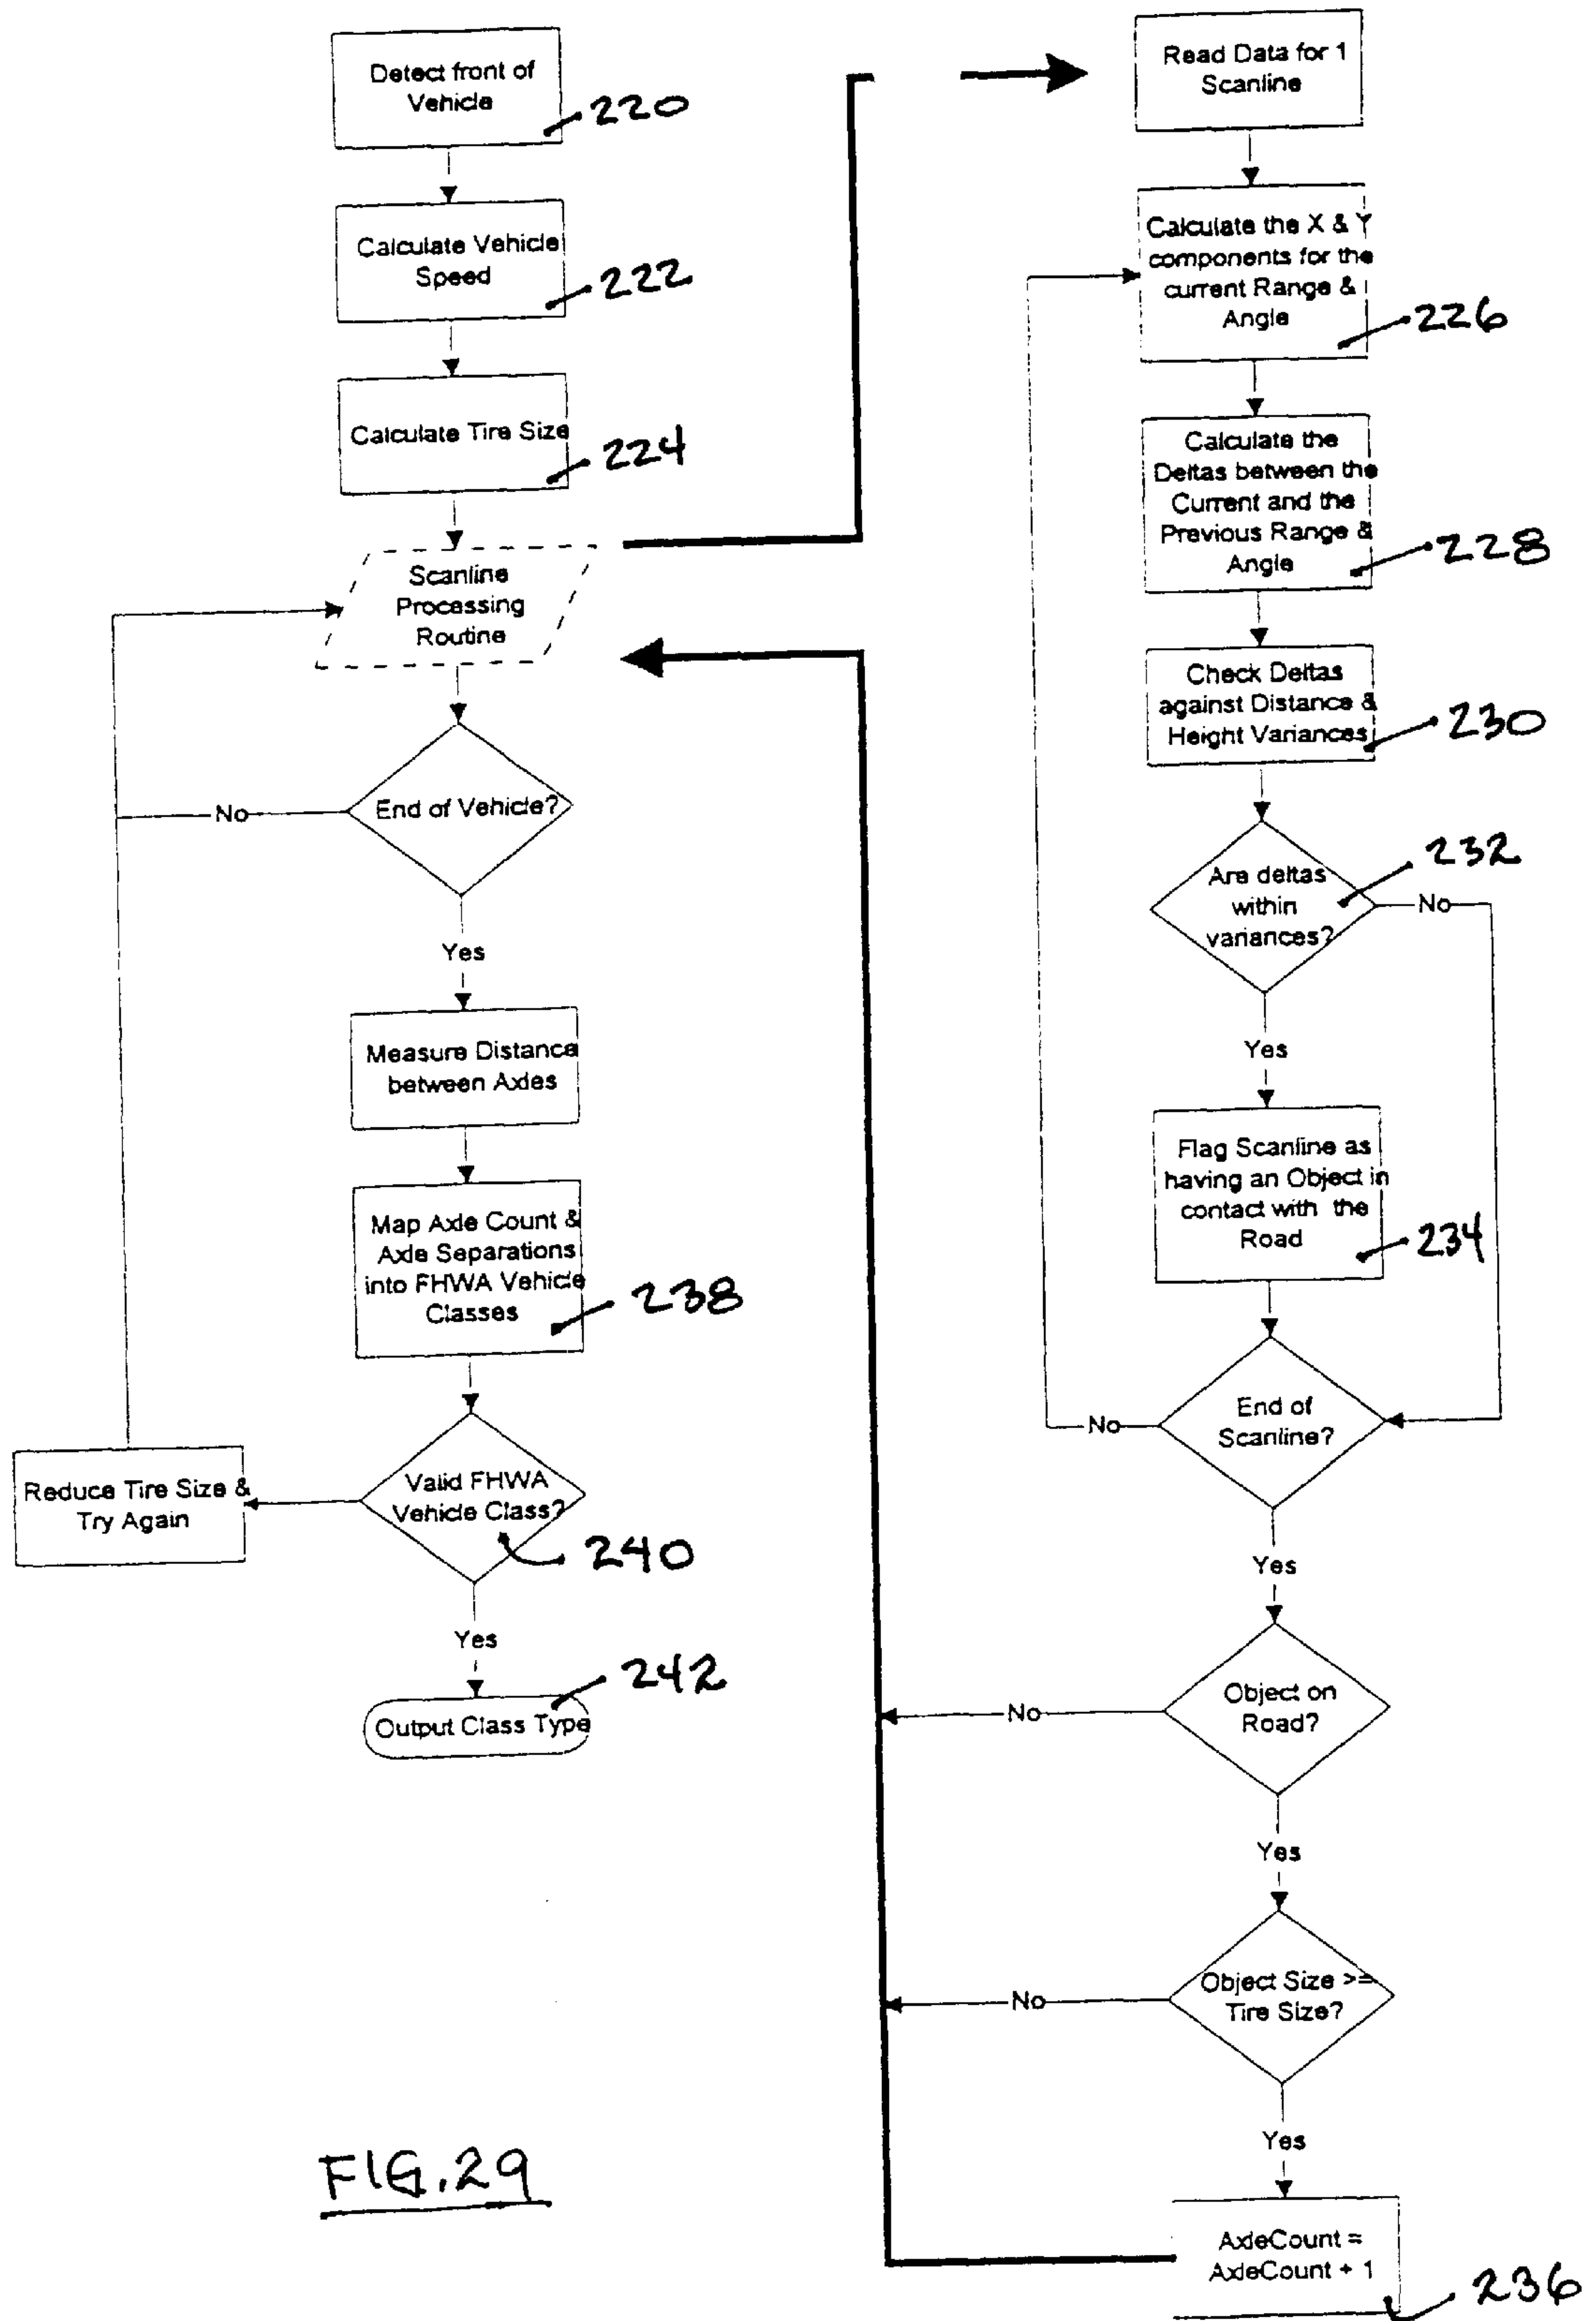 Detect front of
Vehicle
220
Calculate Vehicle
Speed
222
Calculate Tire Size
224
Scanline
Processing
Routine
End of Vehicle?
No
Yes
Measure Distance
between Axles
Map Axle Count &
Axle Separations
into FHWA Vehicle
Classes
238
Valid FHWA
Vehicle Class?
240
Reduce Tire Size &
Try Again
Yes
242
Output Class Type
Read Data for 1
Scanline
Calculate the X & Y
components for the
current Range &
Angle
226
Calculate the
Deltas between the
Current and the
Previous Range &
Angle
228
Check Deltas
against Distance &
Height Variances
230
232
Are deltas
within
variances?
No
Yes
Flag Scanline as
having an Object in
contact with the
Road
234
End of
Scanline?
No
Yes
Object on
Road?
No
Yes
Object Size >=
Tire Size?
No
Yes
AxleCount =
AxleCount + 1
236
FIG.29